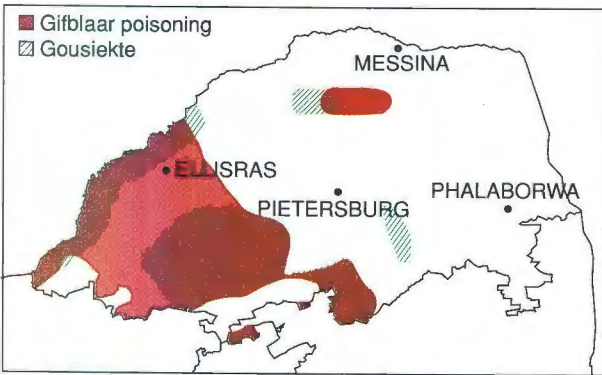 Gifblaar poisoning
Gousiekte
MESSINA
ELLISRAS
PIETERSBURG
PHALABORWA